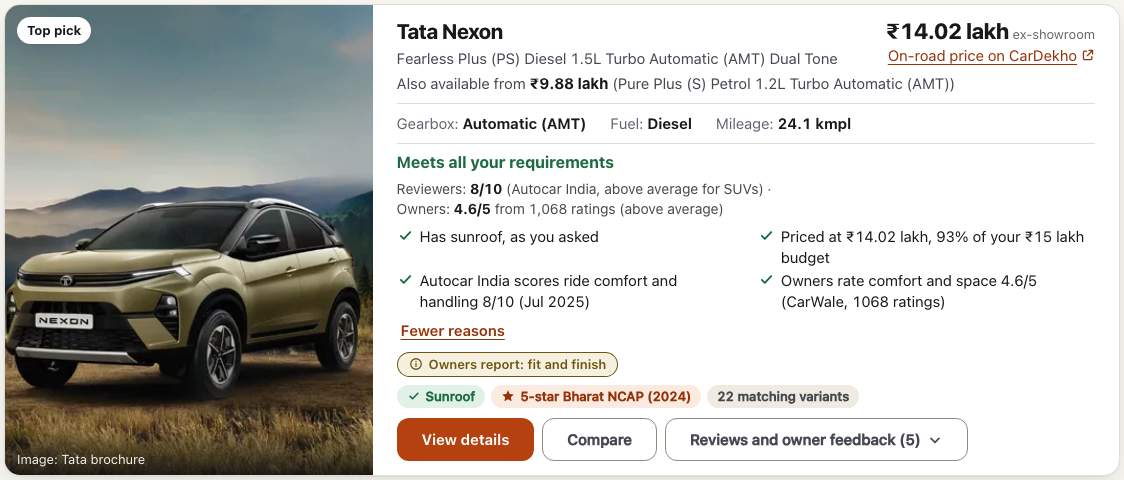 Top pick
Tata Nexon
₹14.02 lakh ex-showroom
Fearless Plus (PS) Diesel 1.5L Turbo Automatic (AMT) Dual Tone
On-road price on CarDekho
Also available from ₹9.88 lakh (Pure Plus (S) Petrol 1.2L Turbo Automatic (AMT))
Gearbox: Automatic (AMT) Fuel: Diesel Mileage: 24.1 kmpl
Meets all your requirements
Reviewers: 8/10 (Autocar India, above average for SUVs) ·
Owners: 4.6/5 from 1,068 ratings (above average)
Has sunroof, as you asked
Priced at ₹14.02 lakh, 93% of your ₹15 lakh
budget
Autocar India scores ride comfort and
handling 8/10 (Jul 2025)
Owners rate comfort and space 4.6/5
(CarWale, 1068 ratings)
Fewer reasons
Owners report: fit and finish
Sunroof
5-star Bharat NCAP (2024)
22 matching variants
View details
Compare
Reviews and owner feedback (5)
NEXON
Image: Tata brochure